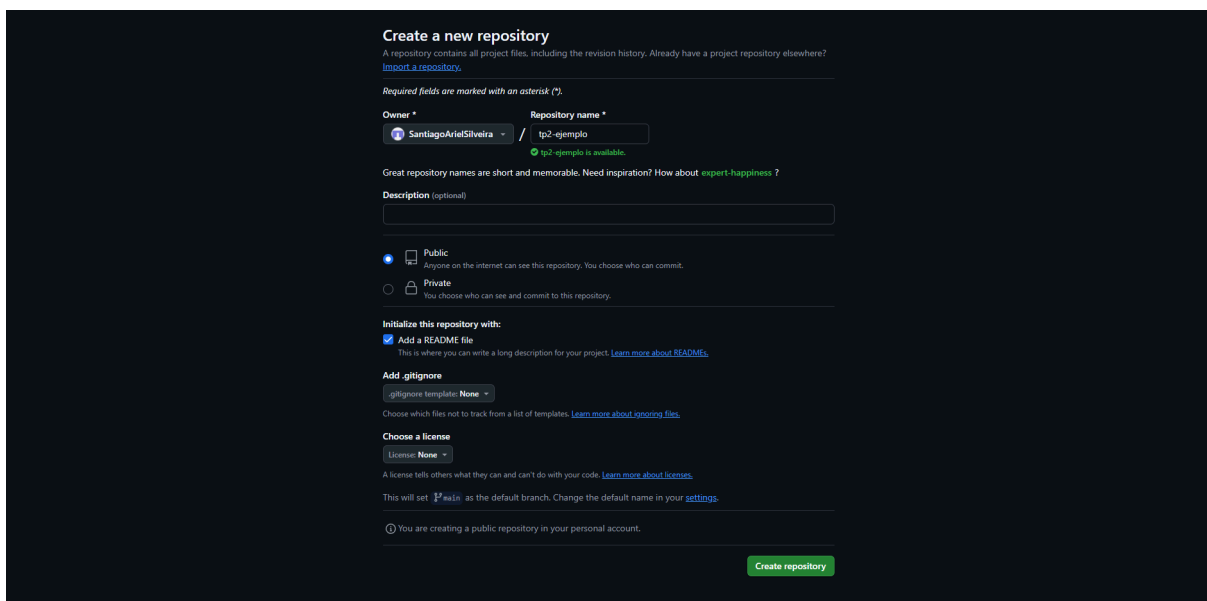 Create a new repository
A repository contains all project files, including the revision history. Already have a project repository elsewhere?
Import a repository.
Required fields are marked with an asterisk (*).
Owner *
Repository name *
SantiagoArielSilveira
/
tp2-ejemplo
tp2-ejemplo is available.
Great repository names are short and memorable. Need inspiration? How about expert-happiness ?
Description (optional)
Public
Anyone on the internet can see this repository. You choose who can commit.
Private
You choose who can see and commit to this repository.
Initialize this repository with:
Add a README file
This is where you can write a long description for your project. Learn more about READMEs.
Add .gitignore
.gitignore template: None
Choose which files not to track from a list of templates. Learn more about ignoring files.
Choose a license
License: None
A license tells others what they can and can't do with your code. Learn more about licenses.
This will set main as the default branch. Change the default name in your settings.
You are creating a public repository in your personal account.
Create repository